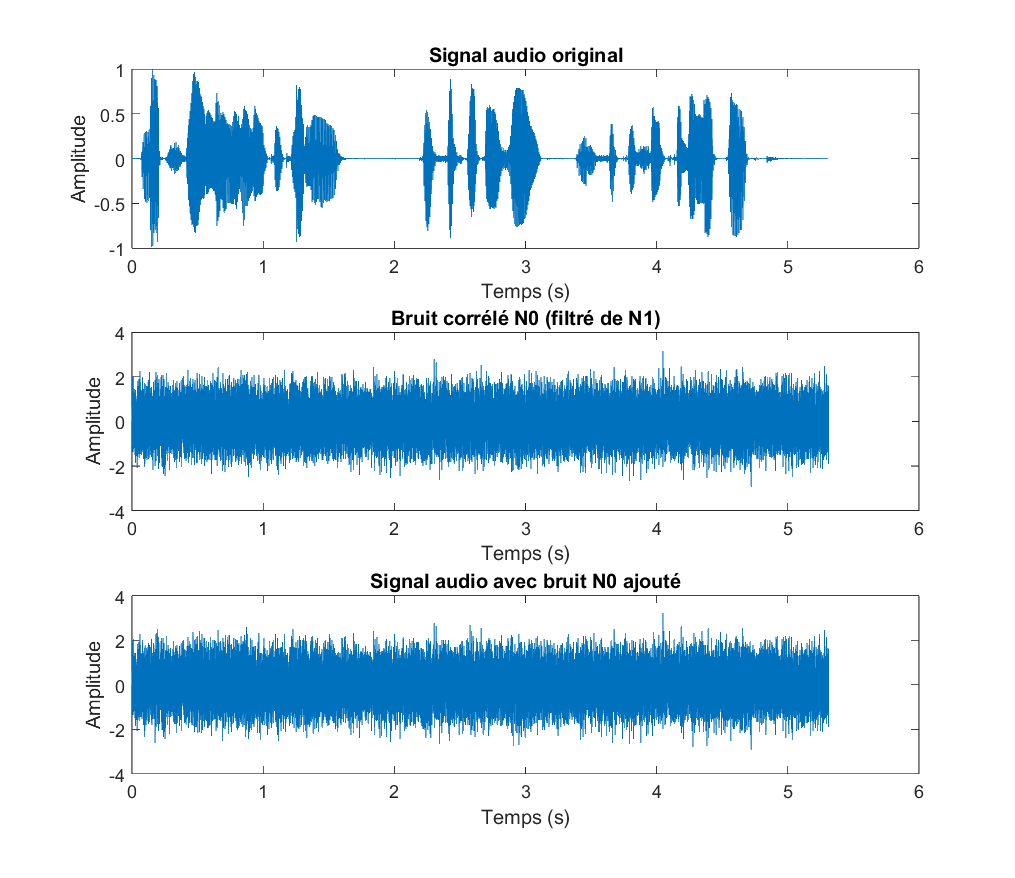 Signal audio original
1
0.5
0
-0.5
-1
Amplitude
0 1 2 3 4 5 6
Temps (s)
Bruit corrélé N0 (filtré de N1)
4
2
0
-2
-4
Amplitude
0 1 2 3 4 5 6
Temps (s)
Signal audio avec bruit N0 ajouté
4
2
0
-2
-4
Amplitude
0 1 2 3 4 5 6
Temps (s)